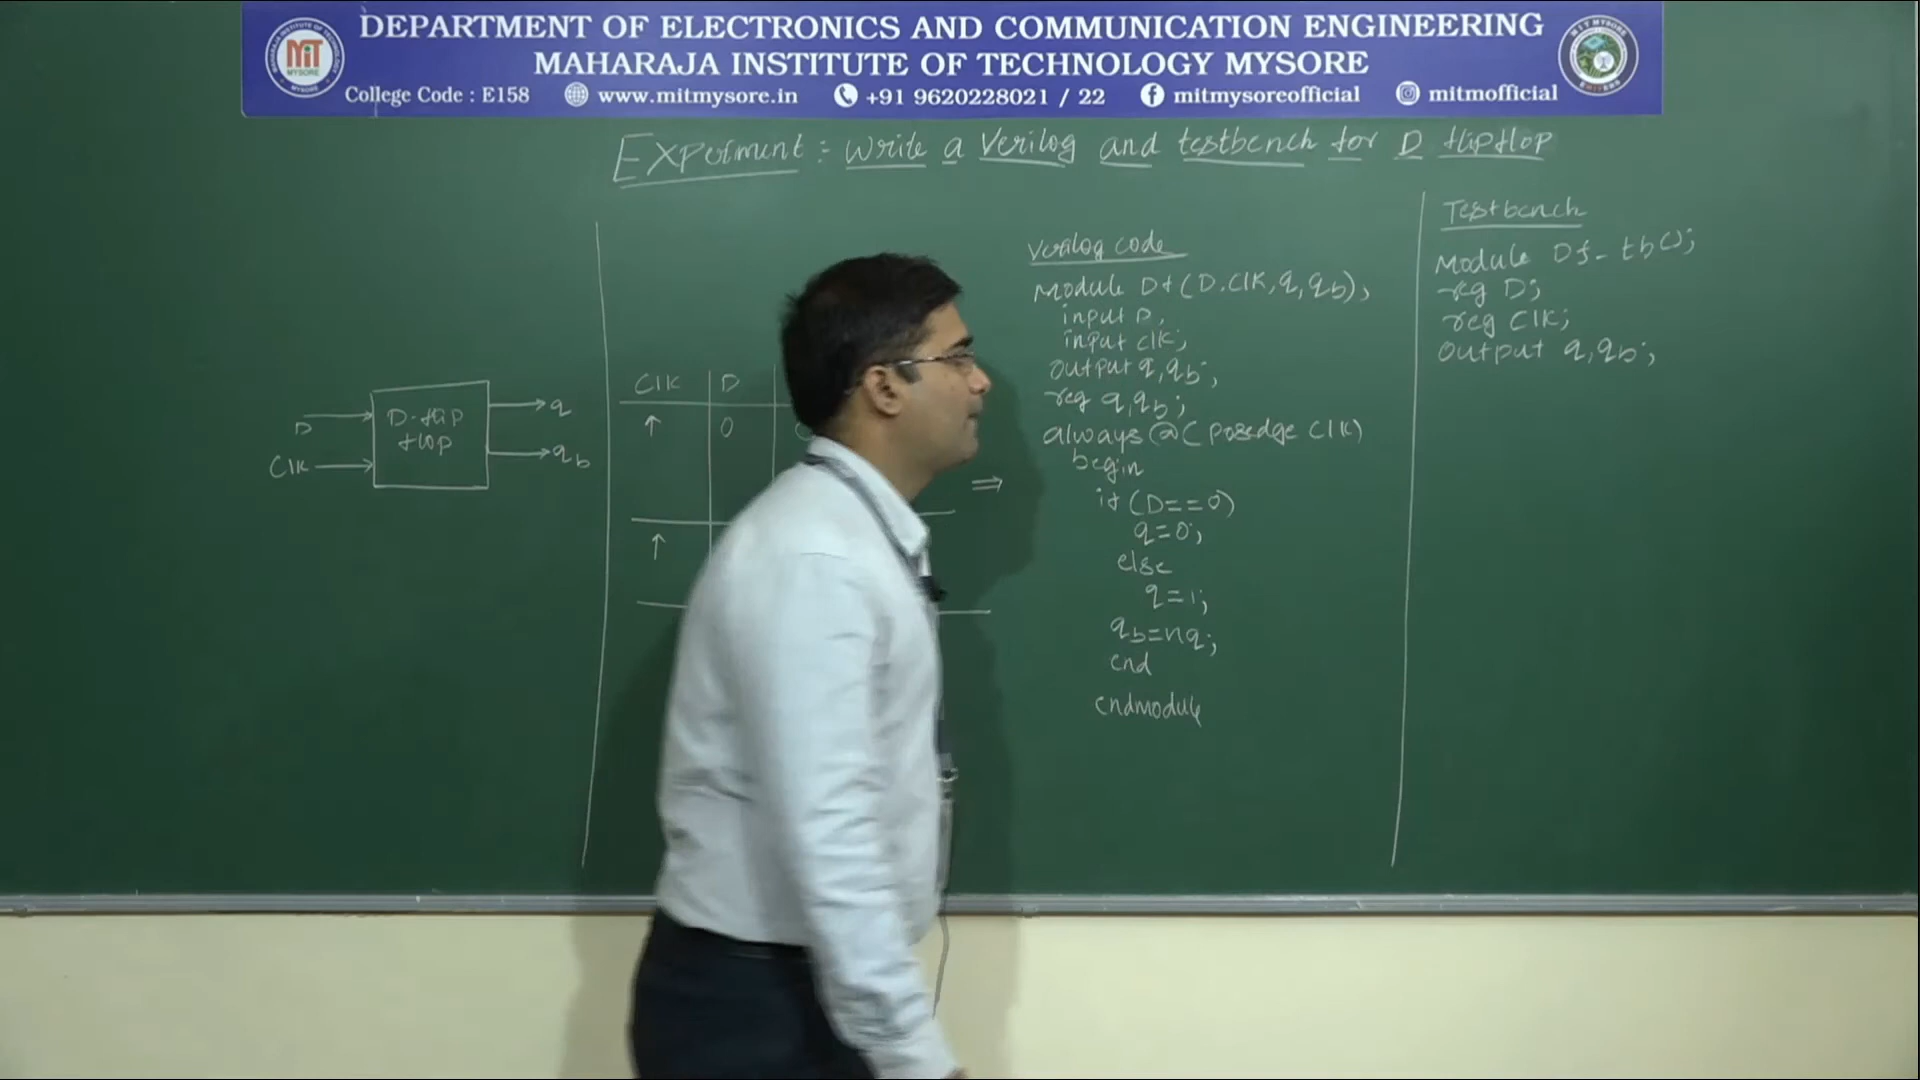 DEPARTMENT OF ELECTRONICS AND COMMUNICATION ENGINEERING
MAHARAJA INSTITUTE OF TECHNOLOGY MYSORE
College Code : E158 www.mitmysore.in +91 9620228021 / 22 mitmysoreofficial mitmofficial
MIT
MYSORE
Experiment : Write a Verilog and testbench for D flipflop
D
Clk
D-flip
flop
q
qb
Clk D
↑ 0
↑
⇒
Verilog code
Module Df(D,Clk,q,qb);
input D;
input clk;
output q,qb;
reg q,qb;
always@(posedge Clk)
begin
if (D==0)
q=0;
else
q=1;
qb=~q;
end
endmodule
Testbench
Module Df_tb();
reg D;
reg Clk;
output q,qb;